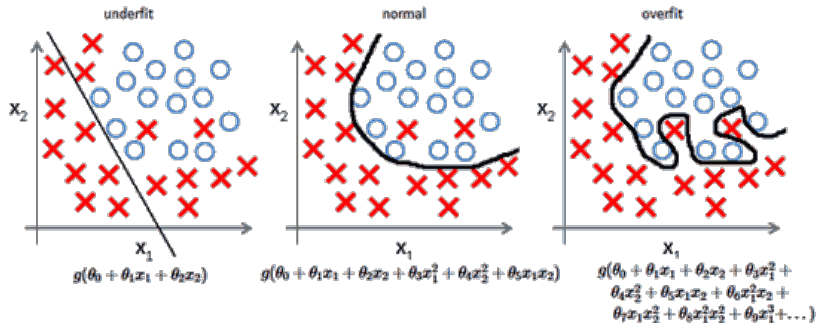 underfit
normal
overfit
X₂
X₂
X₂
X₁
X₁
X₁
g(θ₀ + θ₁x₁ + θ₂x₂)
g(θ₀ + θ₁x₁ + θ₂x₂ + θ₃x₁² + θ₄x₂² + θ₅x₁x₂)
g(θ₀ + θ₁x₁ + θ₂x₂ + θ₃x₁² +
θ₄x₂² + θ₅x₁x₂ + θ₆x₁²x₂ +
θ₇x₁x₂² + θ₈x₁²x₂² + θ₉x₁³ + ... )